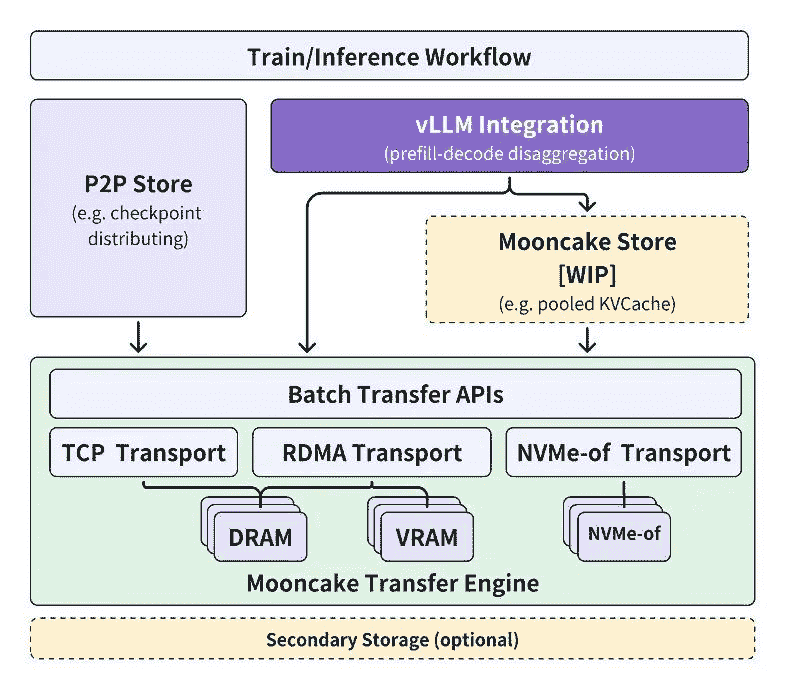 Train/Inference Workflow
P2P Store
(e.g. checkpoint
distributing)
vLLM Integration
(prefill-decode disaggregation)
Mooncake Store
[WIP]
(e.g. pooled KVCache)
Batch Transfer APIs
TCP Transport
RDMA Transport
NVMe-of Transport
DRAM
VRAM
NVMe-of
Mooncake Transfer Engine
Secondary Storage (optional)